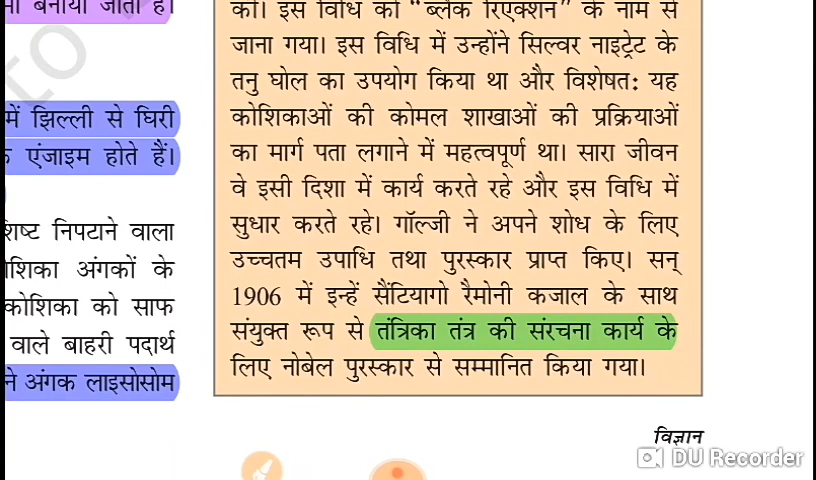 में झिल्ली से घिरी
एंजाइम होते हैं।
निपटाने वाला
अंगकों के
कोशिका को साफ
वाले बाहरी पदार्थ
अंगक लाइसोसोम
की। इस विधि को “ब्लैक रिएक्शन” के नाम से
जाना गया। इस विधि में उन्होंने सिल्वर नाइट्रेट के
तनु घोल का उपयोग किया था और विशेषतः यह
कोशिकाओं की कोमल शाखाओं की प्रक्रियाओं
का मार्ग पता लगाने में महत्वपूर्ण था। सारा जीवन
वे इसी दिशा में कार्य करते रहे और इस विधि में
सुधार करते रहे। गॉल्जी ने अपने शोध के लिए
उच्चतम उपाधि तथा पुरस्कार प्राप्त किए। सन्
1906 में इन्हें सैंटियागो रैमोनी कजाल के साथ
संयुक्त रूप से तंत्रिका तंत्र की संरचना कार्य के
लिए नोबेल पुरस्कार से सम्मानित किया गया।
विज्ञान
DU Recorder